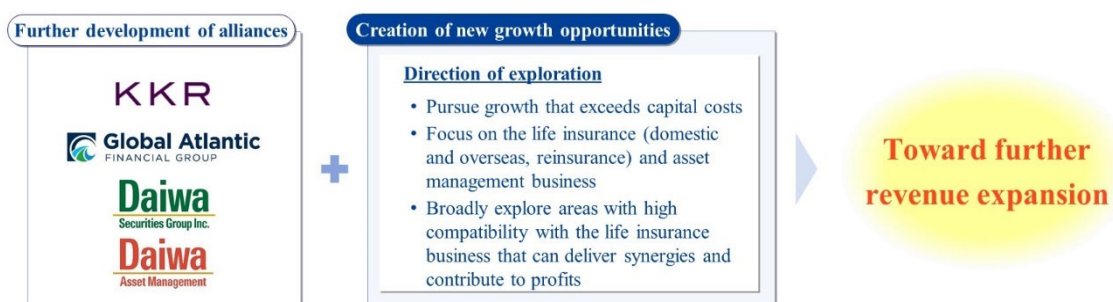 Further development of alliances
KKR
Global Atlantic
FINANCIAL GROUP
Daiwa
Securities Group Inc.
Daiwa
Asset Management
Creation of new growth opportunities
Direction of exploration
• Pursue growth that exceeds capital costs
• Focus on the life insurance (domestic
and overseas, reinsurance) and asset
management business
• Broadly explore areas with high
compatibility with the life insurance
business that can deliver synergies and
contribute to profits
Toward further
revenue expansion